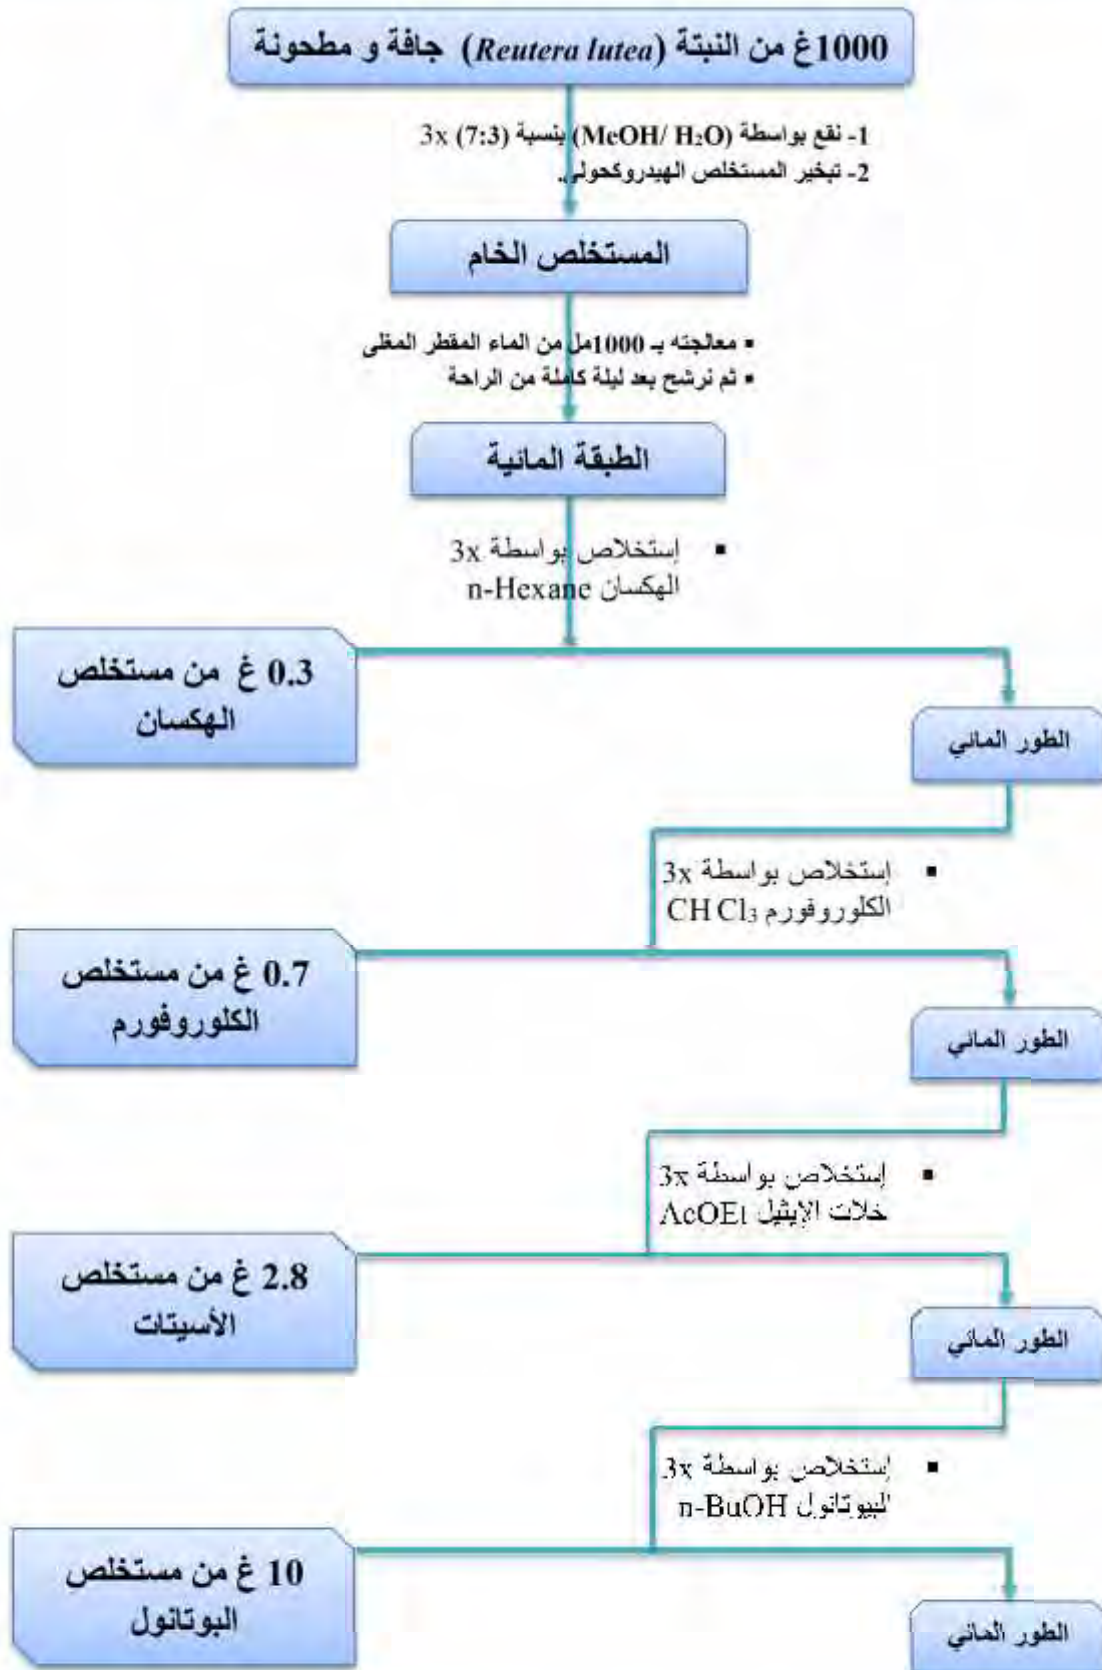 1000غ من النبتة (Reutera lutea) جافة و مطحونة
1- نقع بواسطة (MeOH/ H₂O) بنسبة (7:3) 3x
2- تبخير المستخلص الهيدروكحولي.
المستخلص الخام
▪ معالجته بـ 1000مل من الماء المقطر المغلى
▪ ثم نرشح بعد ليلة كاملة من الراحة
الطبقة المائية
▪ إستخلاص بواسطة 3x
الهكسان n-Hexane
0.3 غ من مستخلص
الهكسان
الطور المائي
▪ إستخلاص بواسطة 3x
الكلوروفورم CH Cl₃
0.7 غ من مستخلص
الكلوروفورم
الطور المائي
▪ إستخلاص بواسطة 3x
خلات الإيثيل AcOEt
2.8 غ من مستخلص
الأسيتات
الطور المائي
▪ إستخلاص بواسطة 3x
البيوتانول n-BuOH
10 غ من مستخلص
البوتانول
الطور المائي